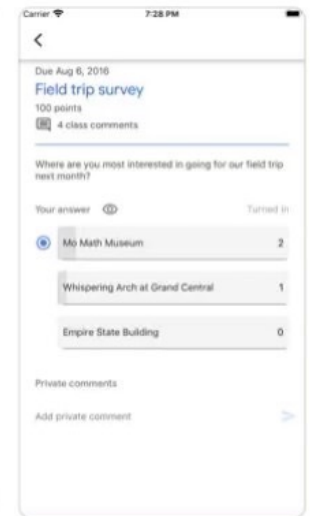 Carrier 7:28 PM
Due Aug 6, 2016
Field trip survey
100 points
4 class comments
Where are you most interested in going for our field trip
next month?
Your answer Turned in
Mo Math Museum 2
Whispering Arch at Grand Central 1
Empire State Building 0
Private comments
Add private comment